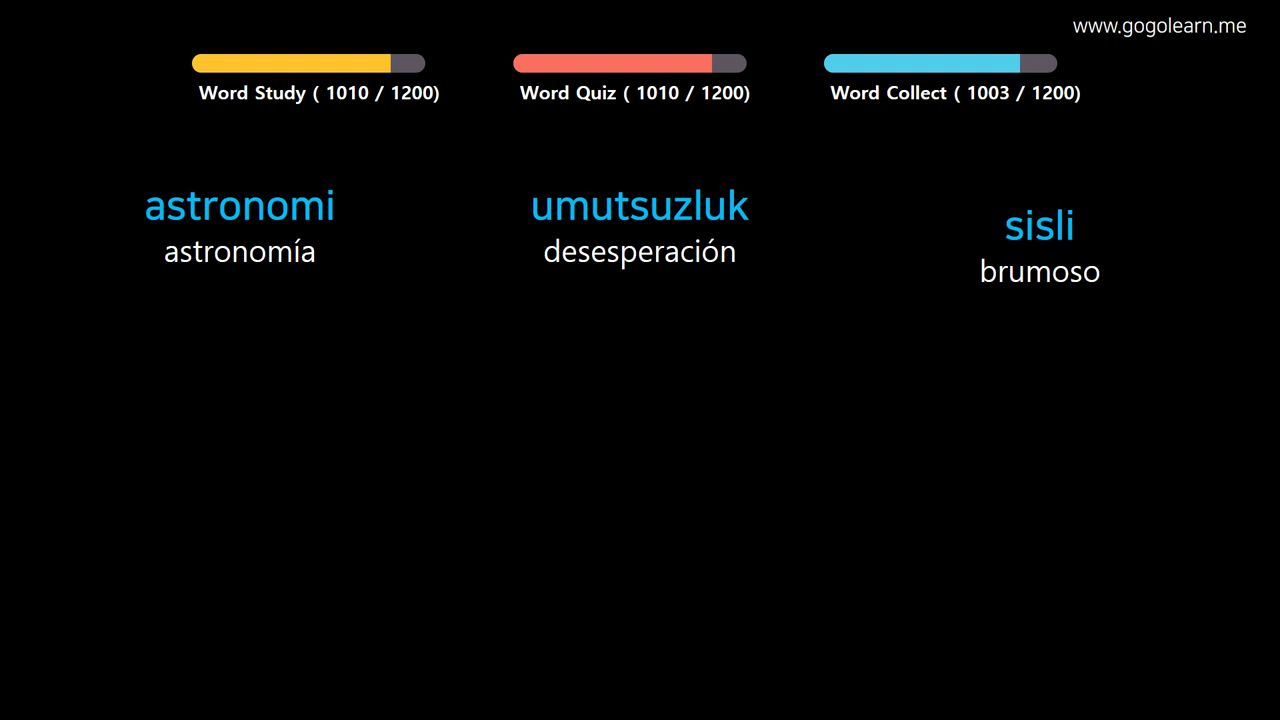 www.gogolearn.me
Word Study ( 1010 / 1200)
Word Quiz ( 1010 / 1200)
Word Collect ( 1003 / 1200)
astronomi
astronomía
umutsuzluk
desesperación
sisli
brumoso